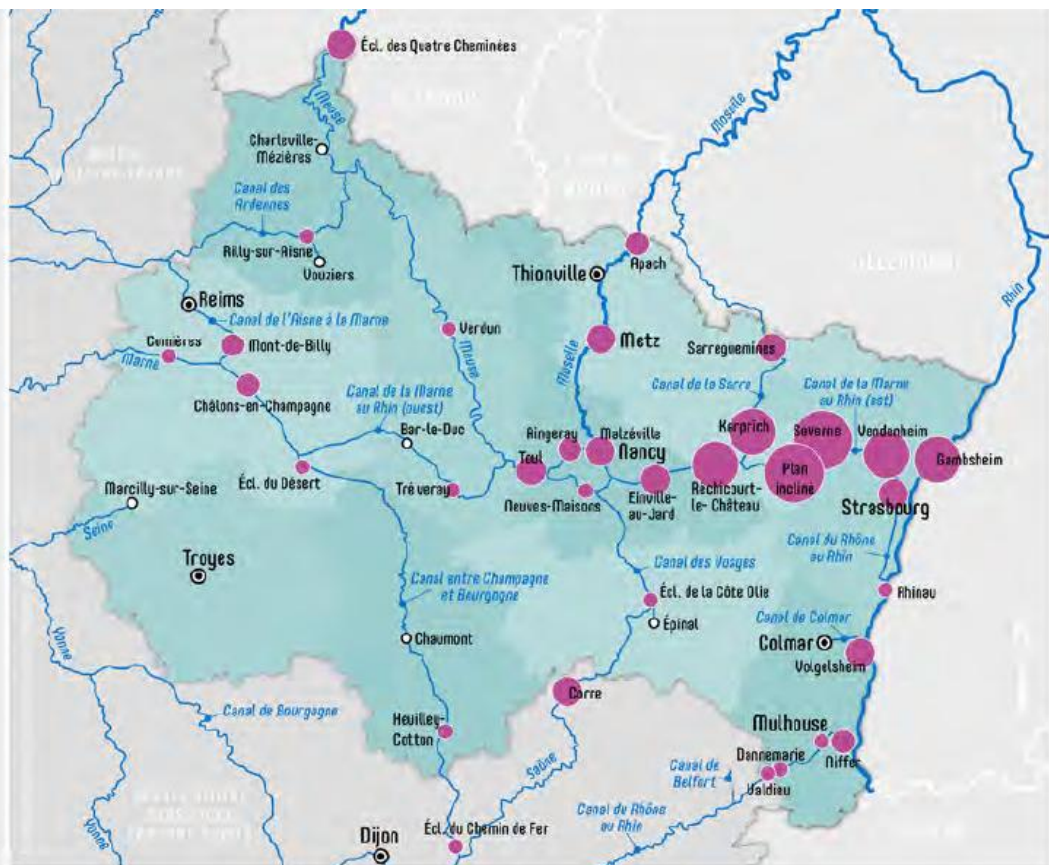 Écl. des Quatre Cheminées
Meuse
Charleville-
Mézières
Canal des
Ardennes
Rilly-sur-Aisne
Vouziers
Moselle
Thionville
Apach
ALLEMAGNE
Rhin
Reims
Canal de l'Aisne à la Marne
Cumières
Marne
Mont-de-Billy
Verdun
Meuse
Metz
Moselle
Sarreguemines
Canal de la Sarre
Canal de la Marne
au Rhin (est)
Châlons-en-Champagne
Canal de la Marne
au Rhin (ouest)
Bar-le-Duc
Aingeray
Malzéville
Kerprich
Saverne
Vendenheim
Toul
Nancy
Plan
incliné
Gambsheim
Écl. du Désert
Tréveray
Neuves-Maisons
Einville-
au-Jard
Réchicourt-
le-Château
Strasbourg
Marcilly-sur-Seine
Seine
Canal du Rhône
au Rhin
Troyes
Canal des Vosges
Canal entre Champagne
et Bourgogne
Écl. de la Côte Olie
Rhinau
Épinal
Canal de Colmar
Chaumont
Colmar
Volgelsheim
Yonne
Corre
Canal de Bourgogne
Heuilley-
Cotton
Mulhouse
Niffer
Dannemarie
Valdieu
Saône
Canal de
Belfort
Canal de Rhône
au Rhin
Yonne
Dijon
Écl. du Chemin de Fer